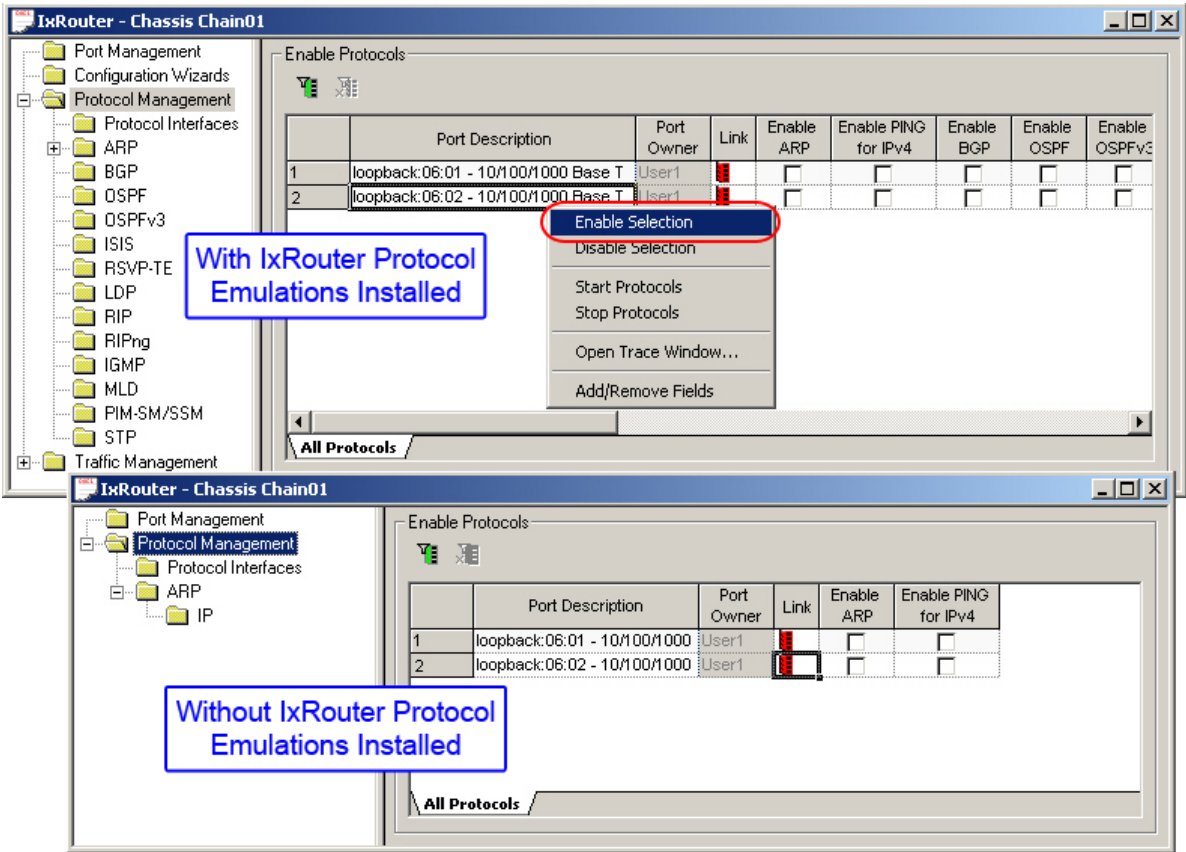 IxRouter - Chassis Chain01
Port Management
Configuration Wizards
Protocol Management
Protocol Interfaces
ARP
BGP
OSPF
OSPFv3
ISIS
RSVP-TE
LDP
RIP
RIPng
IGMP
MLD
PIM-SM/SSM
STP
Traffic Management
Enable Protocols
Port Description
Port Owner
Link
Enable ARP
Enable PING for IPv4
Enable BGP
Enable OSPF
Enable OSPFv3
1 loopback:06:01 - 10/100/1000 Base T User1
2 loopback:06:02 - 10/100/1000 Base T User1
Enable Selection
Disable Selection
Start Protocols
Stop Protocols
Open Trace Window...
Add/Remove Fields
With IxRouter Protocol
Emulations Installed
All Protocols
IxRouter - Chassis Chain01
Port Management
Protocol Management
Protocol Interfaces
ARP
IP
Enable Protocols
Port Description
Port Owner
Link
Enable ARP
Enable PING for IPv4
1 loopback:06:01 - 10/100/1000 User1
2 loopback:06:02 - 10/100/1000 User1
Without IxRouter Protocol
Emulations Installed
All Protocols